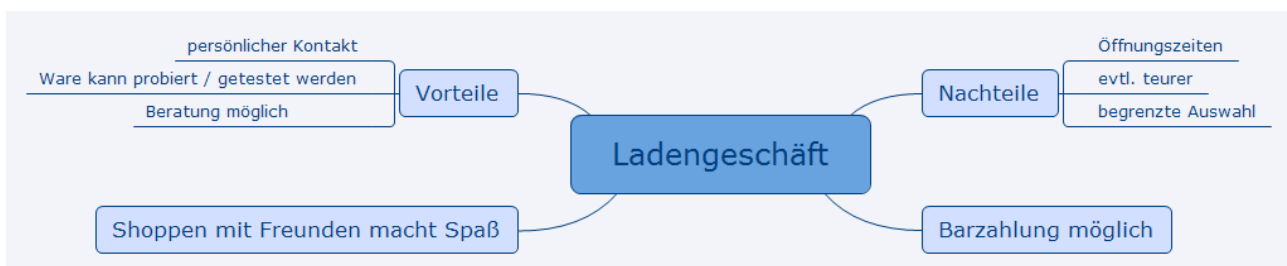 persönlicher Kontakt
Ware kann probiert / getestet werden
Beratung möglich
Vorteile
Ladengeschäft
Nachteile
Öffnungszeiten
evtl. teurer
begrenzte Auswahl
Shoppen mit Freunden macht Spaß
Barzahlung möglich